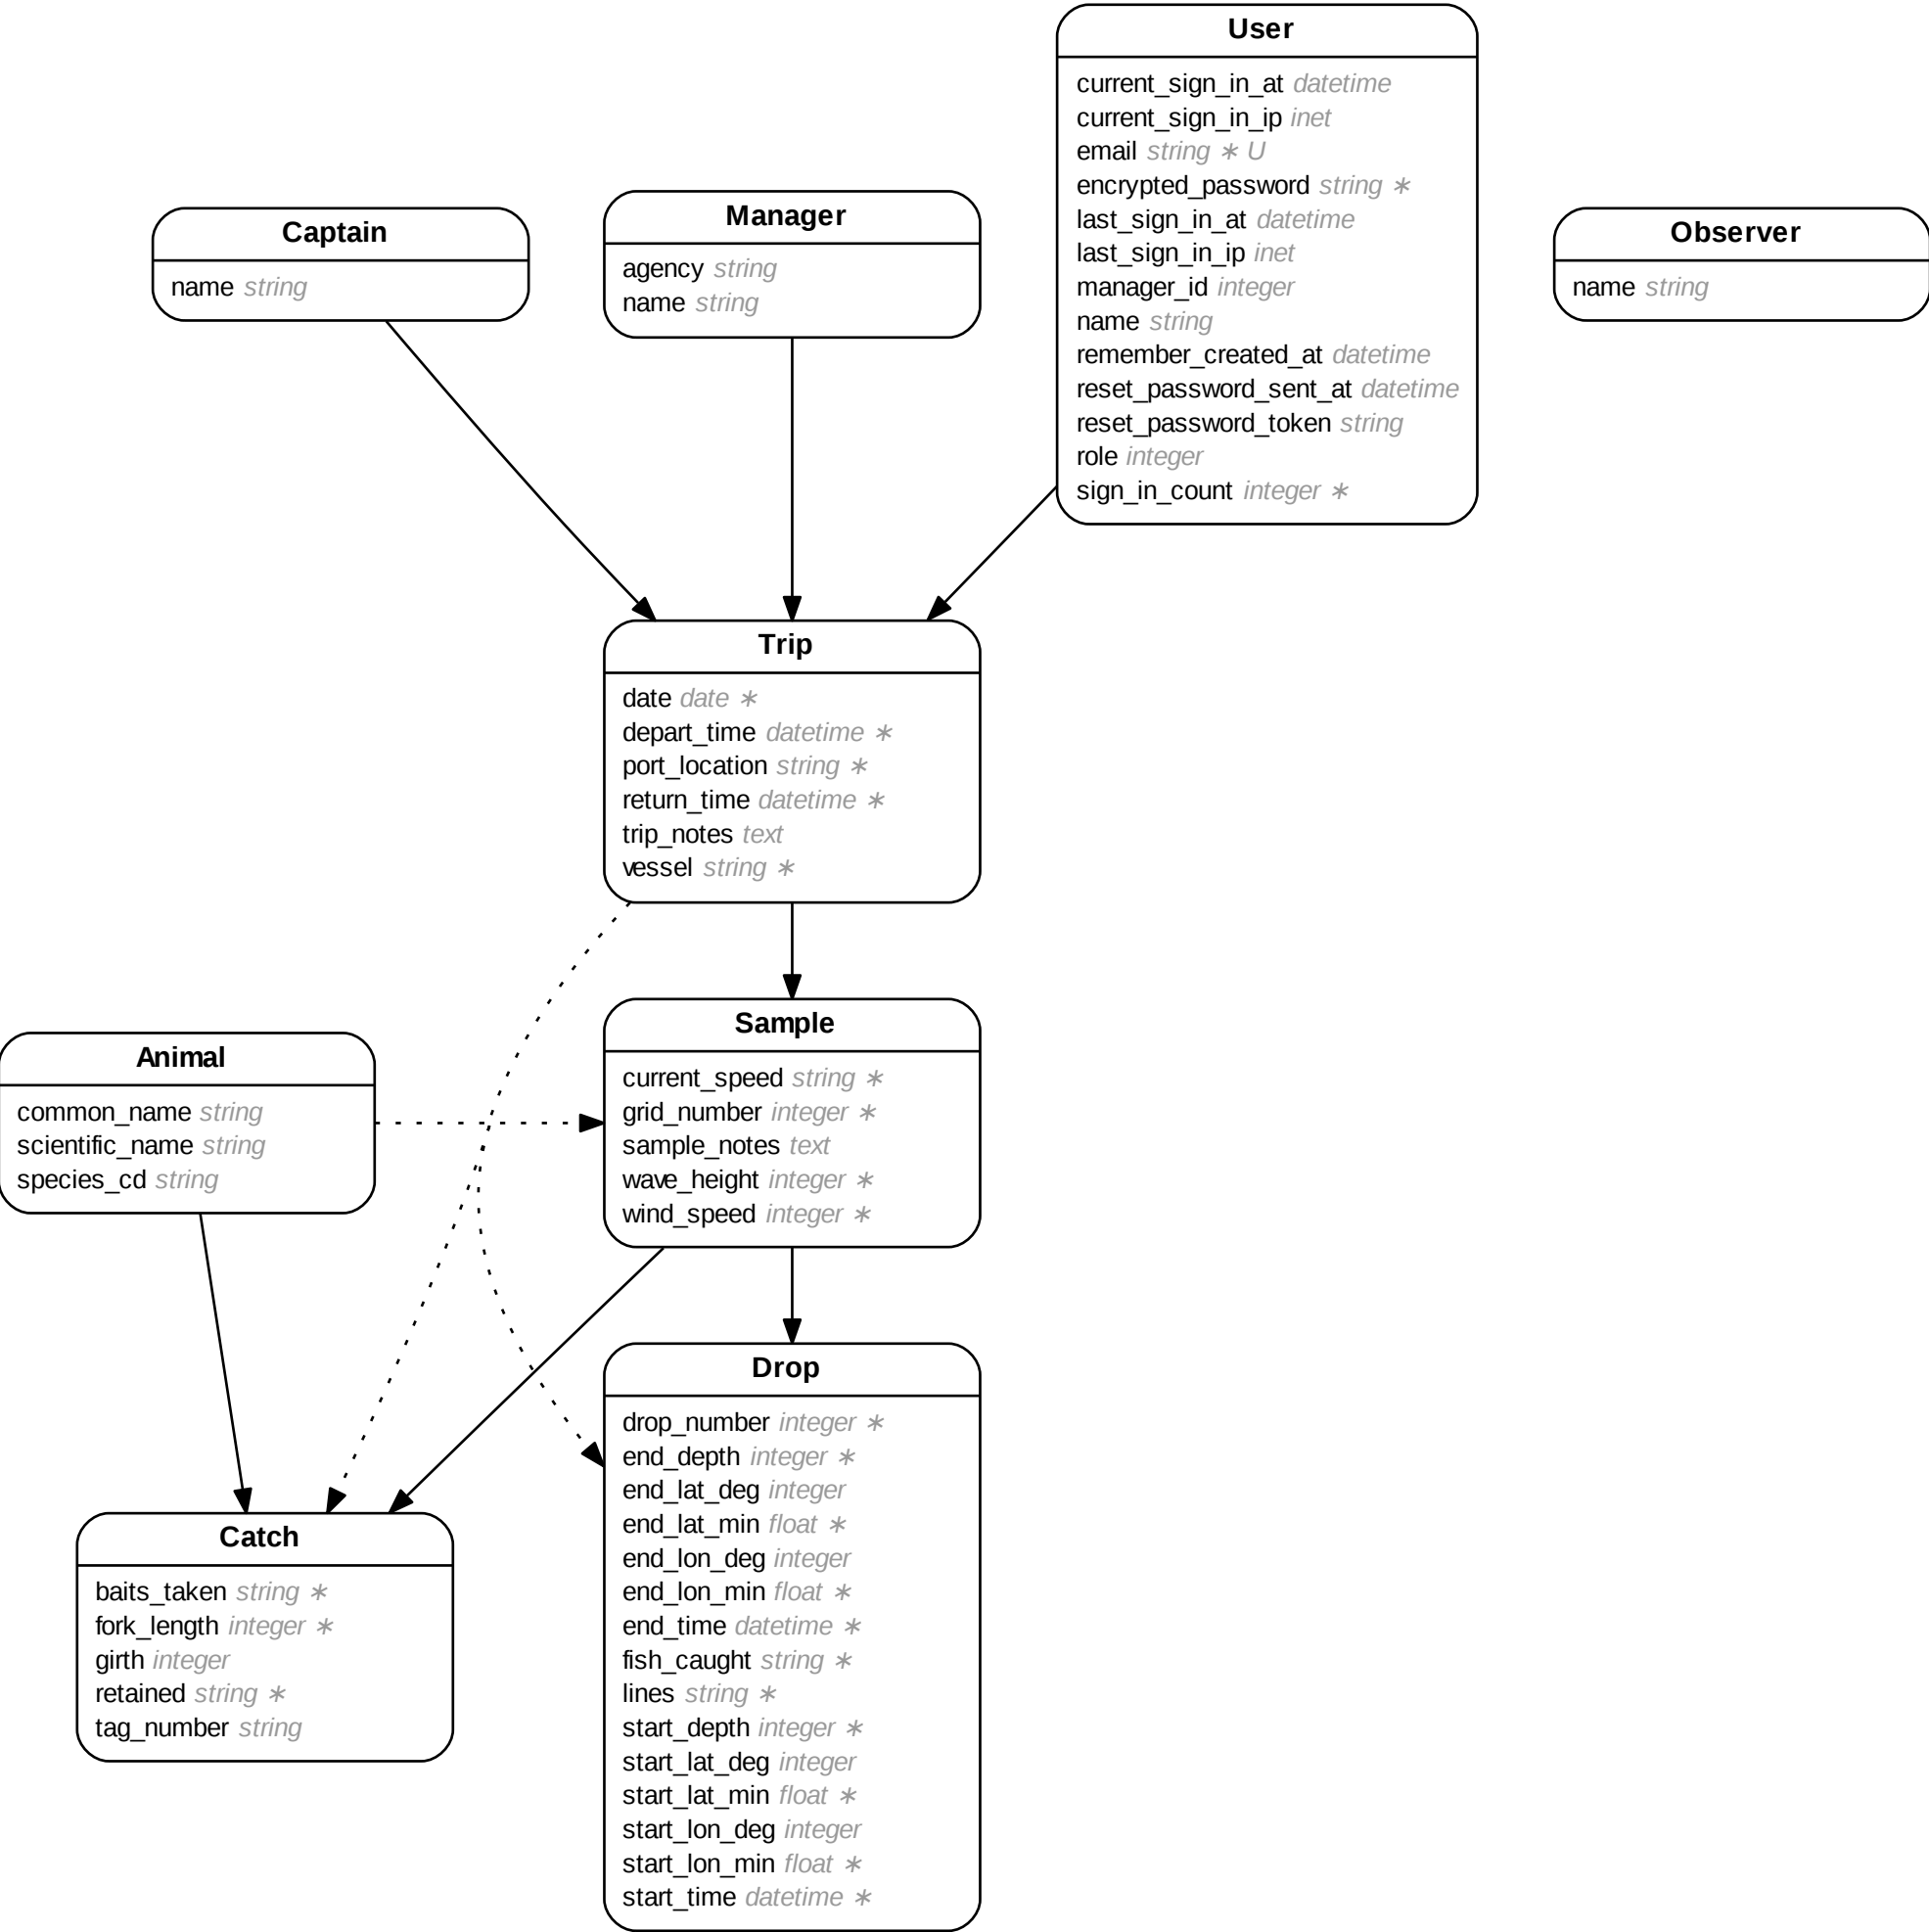 User
current_sign_in_at datetime
current_sign_in_ip inet
email string ∗ U
encrypted_password string ∗
last_sign_in_at datetime
last_sign_in_ip inet
manager_id integer
name string
remember_created_at datetime
reset_password_sent_at datetime
reset_password_token string
role integer
sign_in_count integer ∗
Captain
name string
Manager
agency string
name string
Observer
name string
Trip
date date ∗
depart_time datetime ∗
port_location string ∗
return_time datetime ∗
trip_notes text
vessel string ∗
Animal
common_name string
scientific_name string
species_cd string
Sample
current_speed string ∗
grid_number integer ∗
sample_notes text
wave_height integer ∗
wind_speed integer ∗
Catch
baits_taken string ∗
fork_length integer ∗
girth integer
retained string ∗
tag_number string
Drop
drop_number integer ∗
end_depth integer ∗
end_lat_deg integer
end_lat_min float ∗
end_lon_deg integer
end_lon_min float ∗
end_time datetime ∗
fish_caught string ∗
lines string ∗
start_depth integer ∗
start_lat_deg integer
start_lat_min float ∗
start_lon_deg integer
start_lon_min float ∗
start_time datetime ∗